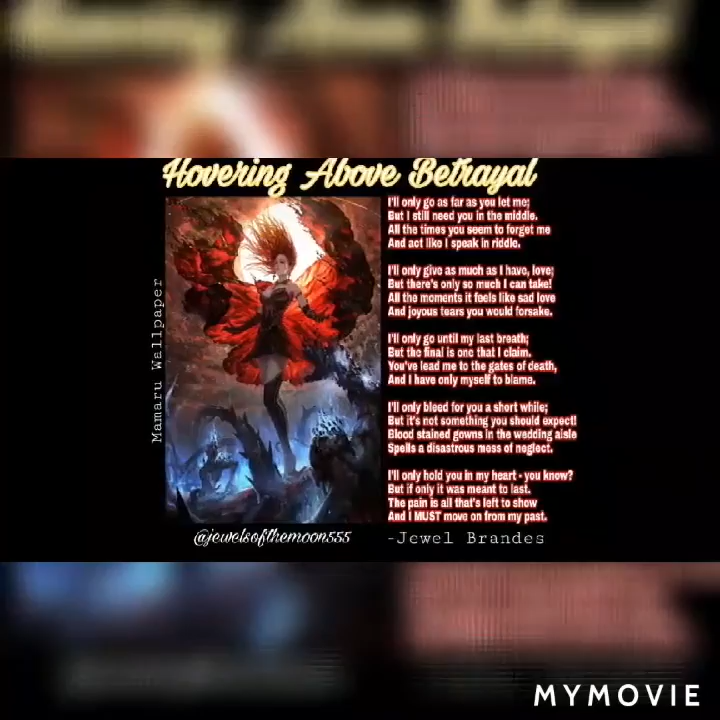 Hovering Above Betrayal
I'll only go as far as you let me;
But I still need you in the middle.
All the times you seem to forget me
And act like I speak in riddle.
I'll only give as much as I have, love;
But there's only so much I can take!
All the moments it feels like sad love
And joyous tears you would forsake.
I'll only go until my last breath;
But the final is one that I claim.
You've lead me to the gates of death,
And I have only myself to blame.
I'll only bleed for you a short while;
But it's not something you should expect!
Blood stained gowns in the wedding aisle
Spells a disastrous mess of neglect.
I'll only hold you in my heart - you know?
But if only it was meant to last.
The pain is all that's left to show
And I MUST move on from my past.
-Jewel Brandes
Mamaru Wallpaper
@jewelsofthemoon555
MYMOVIE